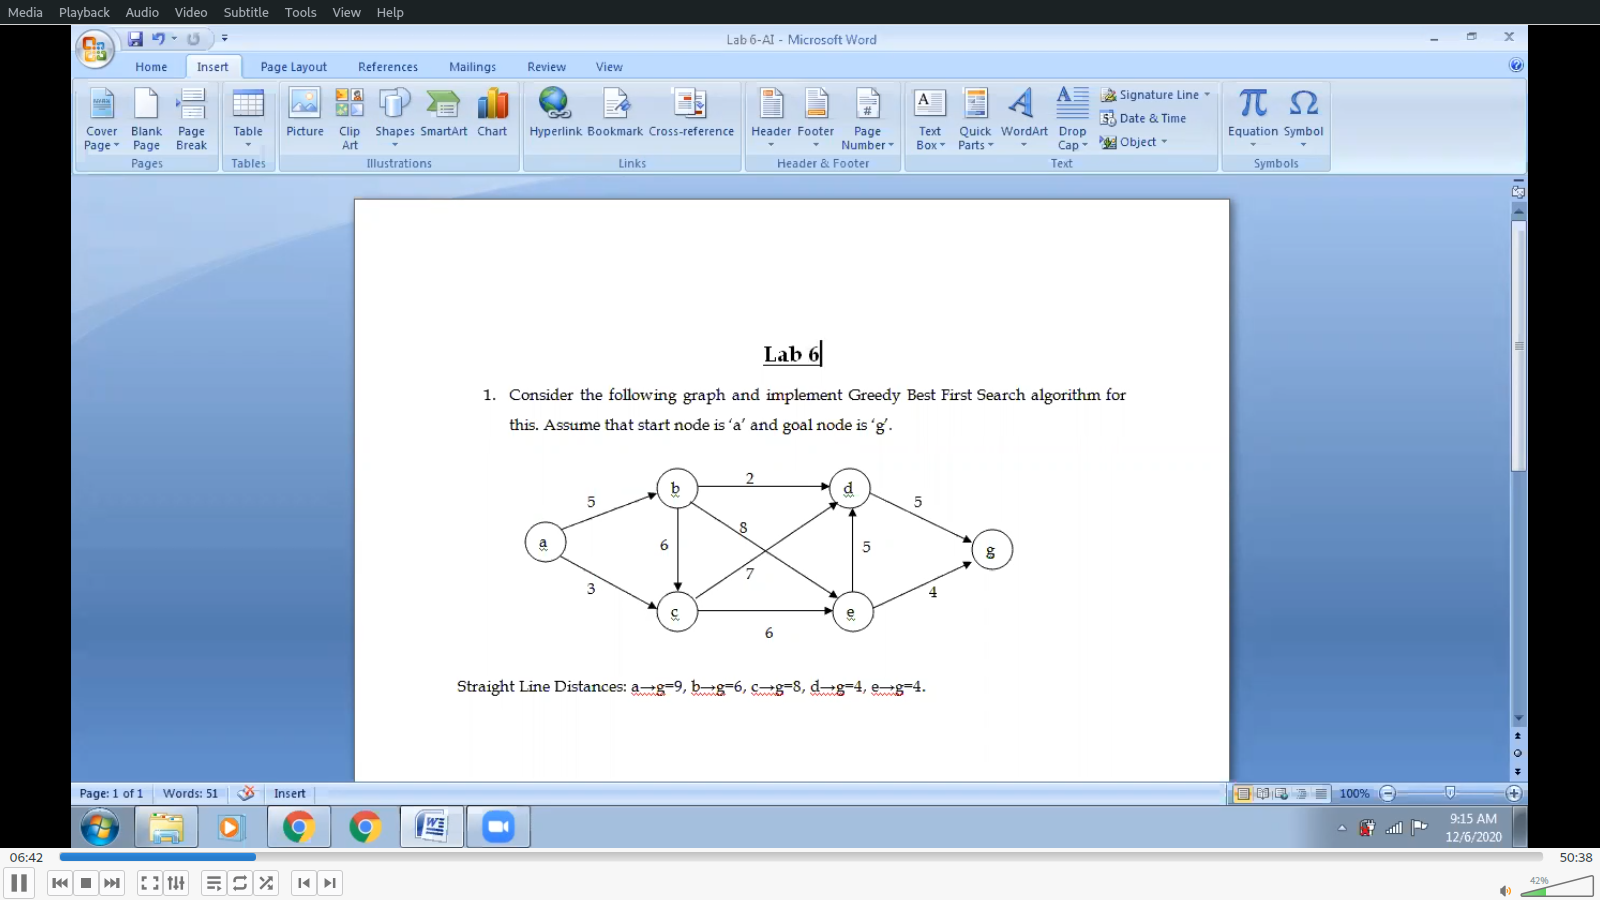 Media Playback Audio Video Subtitle Tools View Help
Lab 6-AI - Microsoft Word
Home Insert Page Layout References Mailings Review View
Cover Page Blank Page Page Break Table Picture Clip Art Shapes SmartArt Chart Hyperlink Bookmark Cross-reference Header Footer Page Number Text Box Quick Parts WordArt Drop Cap Signature Line Date & Time Object Equation Symbol
Pages Tables Illustrations Links Header & Footer Text Symbols
Lab 6
1. Consider the following graph and implement Greedy Best First Search algorithm for
this. Assume that start node is ‘a’ and goal node is ‘g’.
b 2 d
5 5
8
a 6 5 g
7
3 4
c e
6
Straight Line Distances: a→g=9, b→g=6, c→g=8, d→g=4, e→g=4.
Page: 1 of 1 Words: 51 Insert 100%
9:15 AM
12/6/2020
06:42 50:38
42%